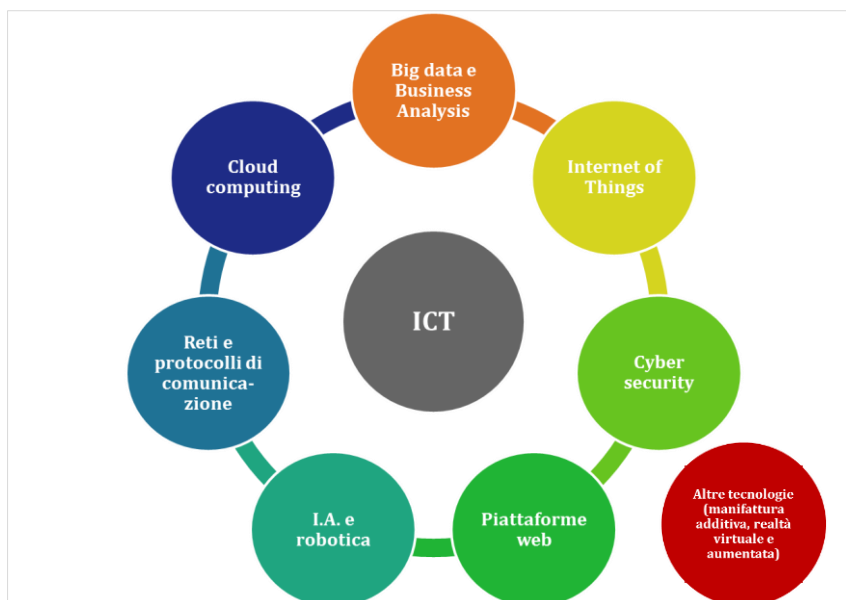 Big data e
Business
Analysis
Cloud
computing
Internet of
Things
ICT
Reti e
protocolli di
comunica-
zione
Cyber
security
I.A. e
robotica
Piattaforme
web
Altre tecnologie
(manifattura
additiva, realtà
virtuale e
aumentata)